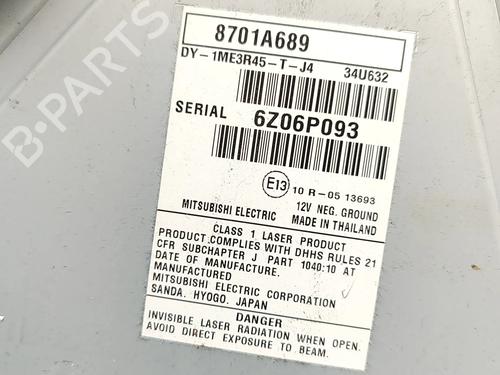 8701A689
DY-1ME3R45-T-J4 34U632
SERIAL 6Z06P093
E13 10 R-05 13693
12V NEG. GROUND
MITSUBISHI ELECTRIC MADE IN THAILAND
CLASS 1 LASER PRODUCT
PRODUCT COMPLIES WITH DHHS RULES 21
CFR SUBCHAPTER J PART 1040:10 AT
DATE OF MANUFACTURE.
MANUFACTURED
MITSUBISHI ELECTRIC CORPORATION
SANDA, HYOGO, JAPAN
DANGER
INVISIBLE LASER RADIATION WHEN OPEN.
AVOID DIRECT EXPOSURE TO BEAM.
B-PARTS